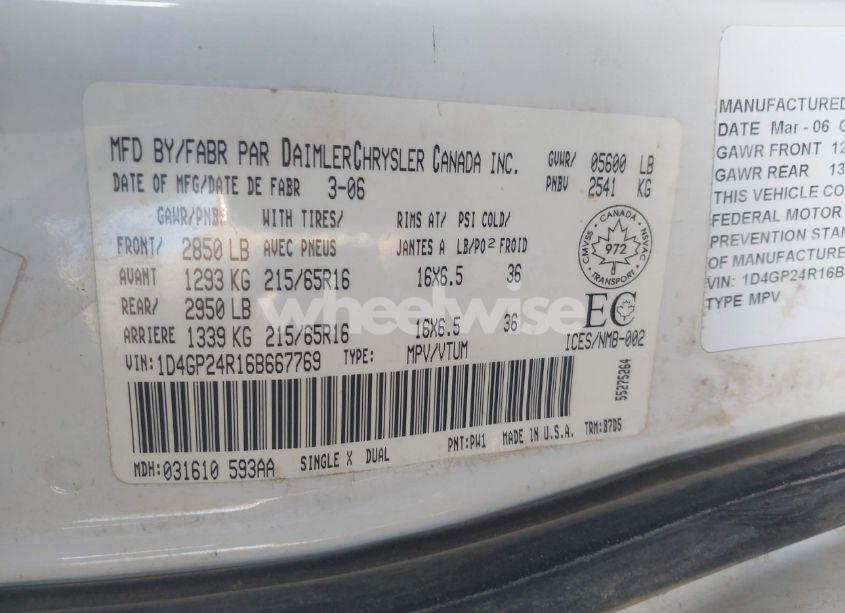 MFD BY/FABR PAR DAIMLERCHRYSLER CANADA INC. GVWR/ 05600 LB
DATE OF MFG/DATE DE FABR 3-06 PNBV 2541 KG
GAWR/PNBE WITH TIRES/ RIMS AT/ PSI COLD/
FRONT/ 2850 LB AVEC PNEUS JANTES A LB/PO² FROID
AVANT 1293 KG 215/65R16 16X6.5 36
REAR/ 2950 LB
ARRIERE 1339 KG 215/65R16 16X6.5 36
VIN: 1D4GP24R16B667769 TYPE: MPV/VTUM
CANADA
CMVSS NSVAC
972
TRANSPORT
EC
ICES/NMB-002
55275264
MDH: 031610 593AA SINGLE X DUAL PNT: PW1 MADE IN U.S.A. TRM: B7D5
wheelwise
MANUFACTURED
DATE Mar - 06 G
GAWR FRONT 12
GAWR REAR 13
THIS VEHICLE CO
FEDERAL MOTOR
PREVENTION STAN
OF MANUFACTURE
VIN: 1D4GP24R16B
TYPE MPV